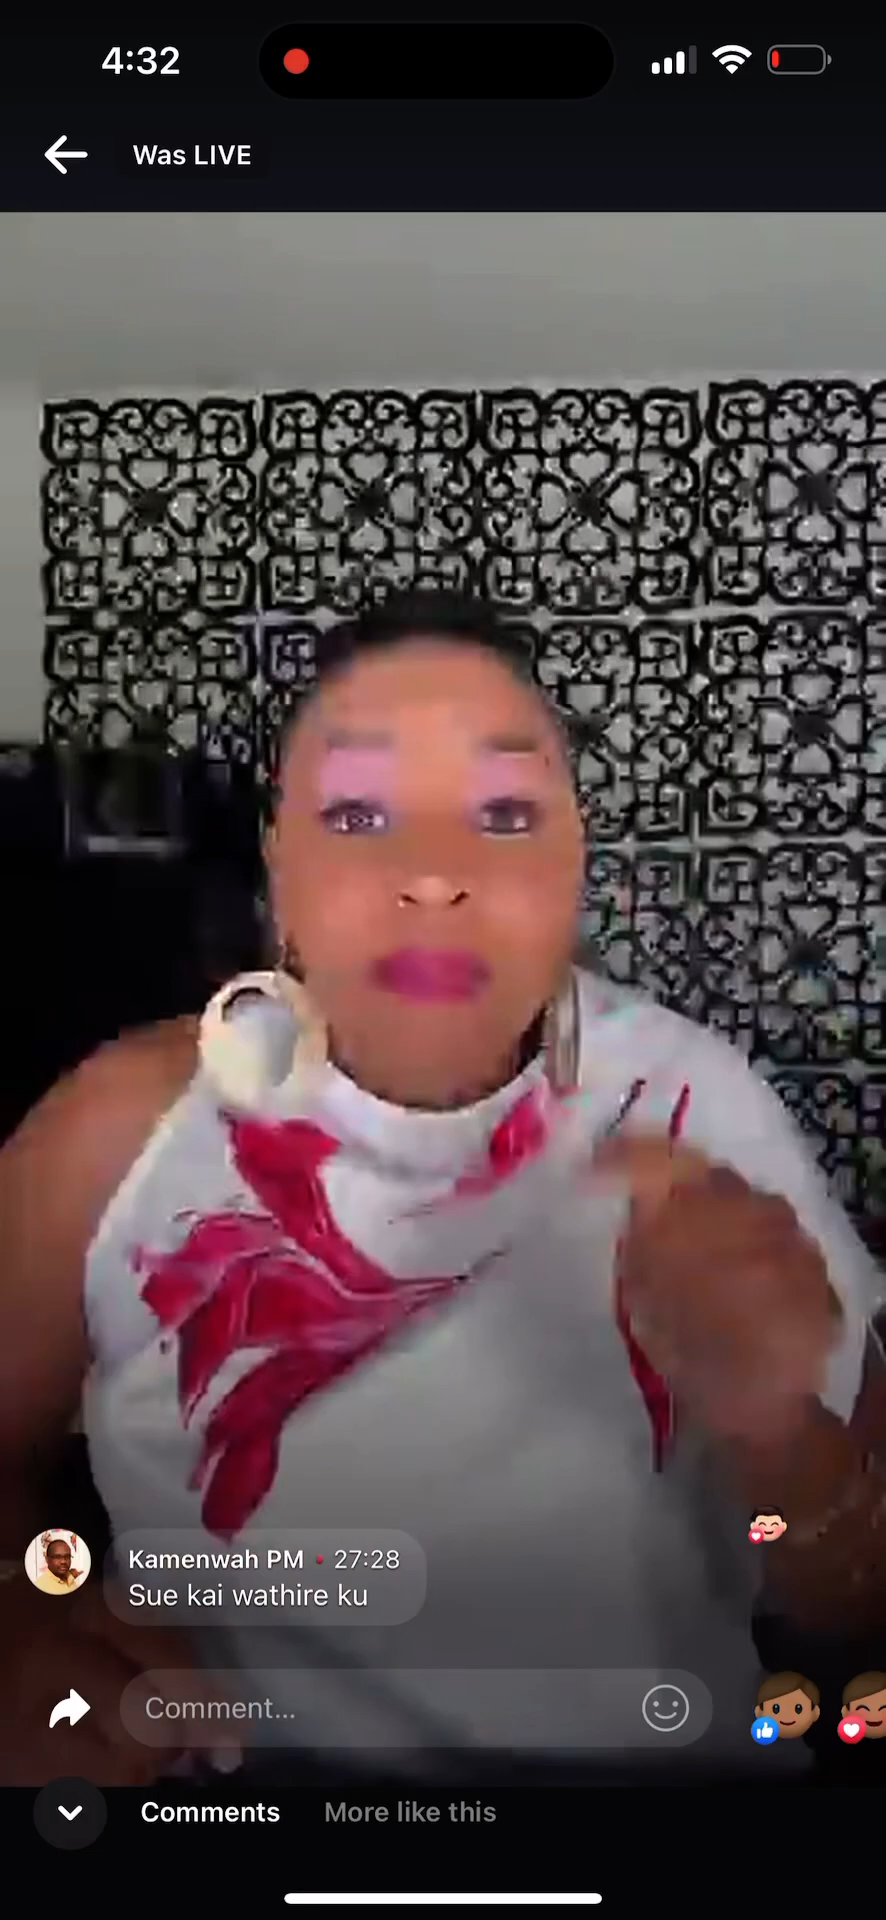 4:32
Was LIVE
Kamenwah PM • 27:28
Sue kai wathire ku
Comment...
Comments More like this